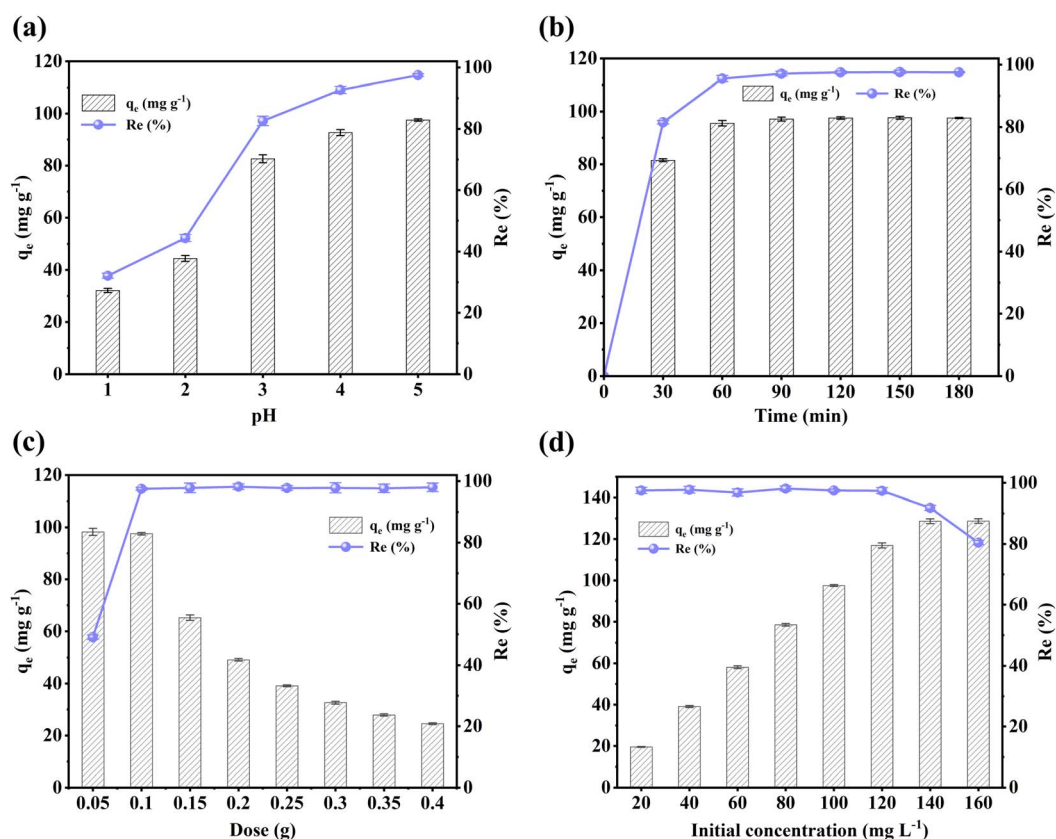 (a)
120
100
80
60
40
20
0
qe (mg g-1)
qe (mg g-1)
Re (%)
100
80
60
40
20
0
Re (%)
1 2 3 4 5
pH
(b)
120
100
80
60
40
20
0
qe (mg g-1)
qe (mg g-1) Re (%)
100
80
60
40
20
0
Re (%)
0 30 60 90 120 150 180
Time (min)
(c)
120
100
80
60
40
20
0
qe (mg g-1)
qe (mg g-1)
Re (%)
100
80
60
40
20
0
Re (%)
0.05 0.1 0.15 0.2 0.25 0.3 0.35 0.4
Dose (g)
(d)
140
120
100
80
60
40
20
0
qe (mg g-1)
qe (mg g-1)
Re (%)
100
80
60
40
20
0
Re (%)
20 40 60 80 100 120 140 160
Initial concentration (mg L-1)